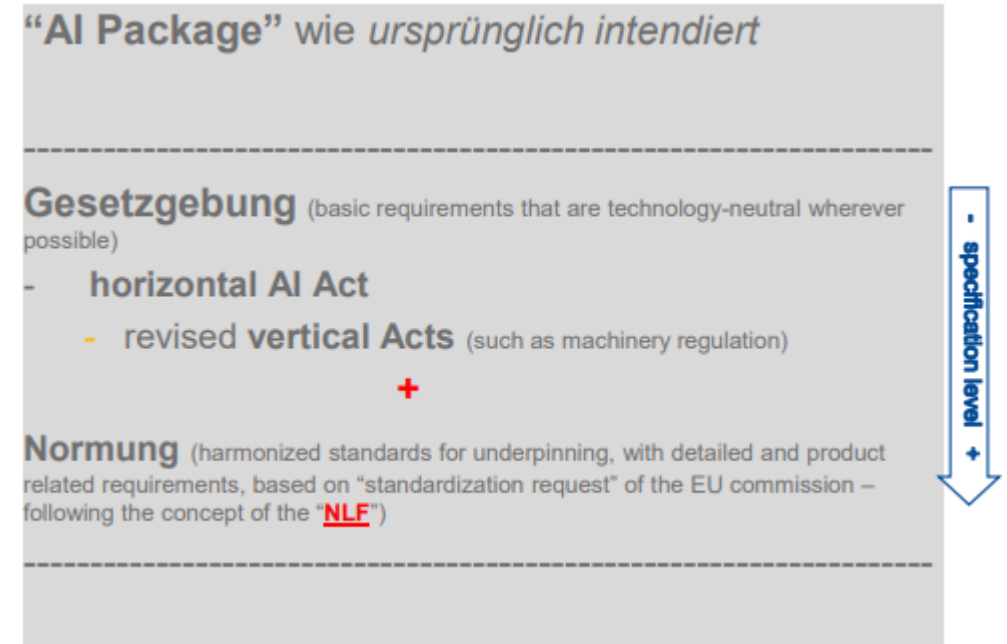 “AI Package” wie ursprünglich intendiert
--------------------------------------------------------------------
Gesetzgebung (basic requirements that are technology-neutral wherever
possible)
- horizontal AI Act
- revised vertical Acts (such as machinery regulation)
+
Normung (harmonized standards for underpinning, with detailed and product
related requirements, based on “standardization request” of the EU commission –
following the concept of the “NLF”)
--------------------------------------------------------------------
- specification level +